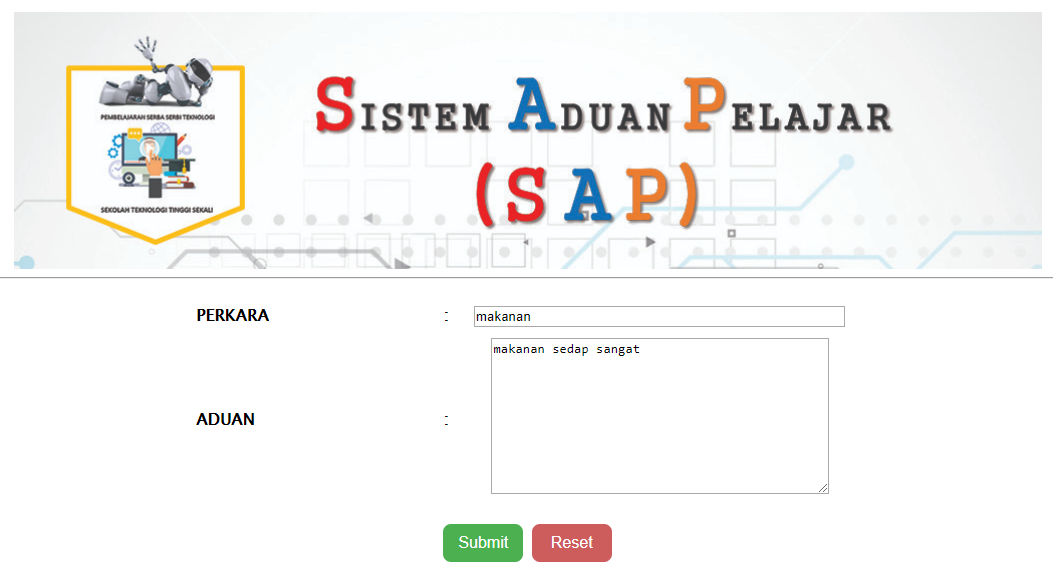 PEMBELAJARAN SERBA SERBI TEKNOLOGI
SEKOLAH TEKNOLOGI TINGGI SEKALI
SISTEM ADUAN PELAJAR
(SAP)
PERKARA : makanan
ADUAN : makanan sedap sangat
Submit Reset